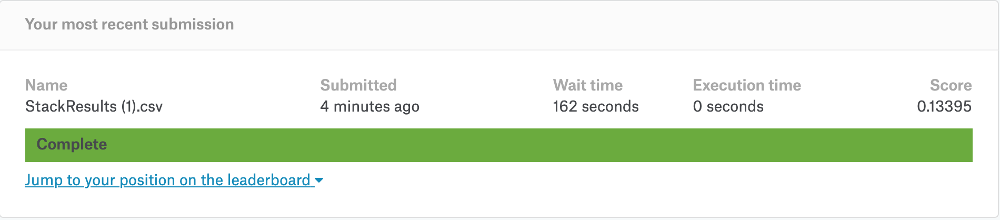 Your most recent submission
Name Submitted Wait time Execution time Score
StackResults (1).csv 4 minutes ago 162 seconds 0 seconds 0.13395
Complete
Jump to your position on the leaderboard